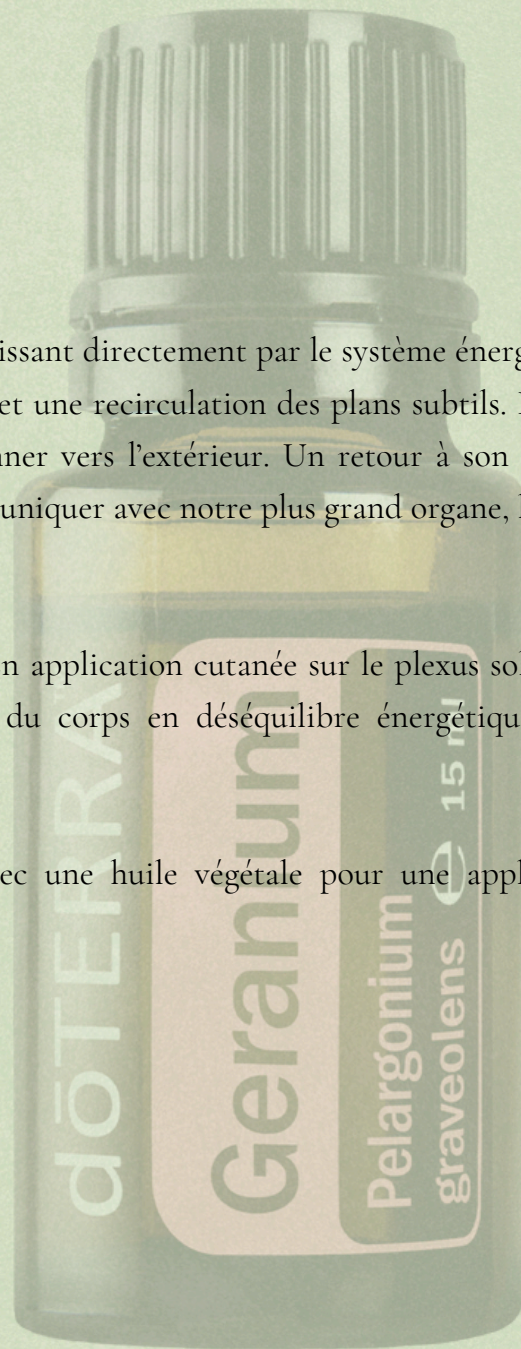 issant directement par le système énerg
et une recirculation des plans subtils.
nner vers l’extérieur. Un retour à son
uniquer avec notre plus grand organe,
n application cutanée sur le plexus sol
du corps en déséquilibre énergétiqu
ec une huile végétale pour une appl
dōTERRA
Geranium
Pelargonium
graveolens e 15 ml